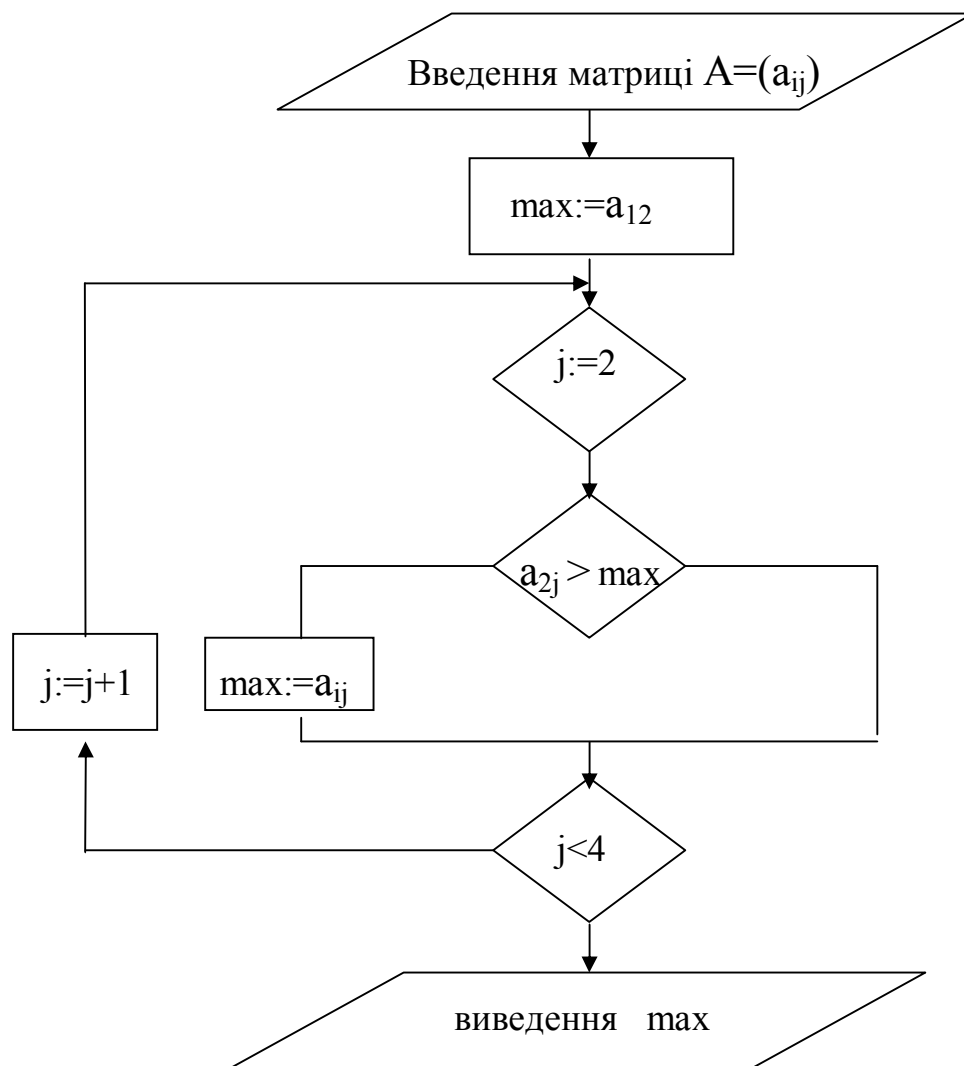 Введення матриці A=(aij)
max:=a12
j:=2
a2j > max
j:=j+1
max:=aij
j<4
виведення max